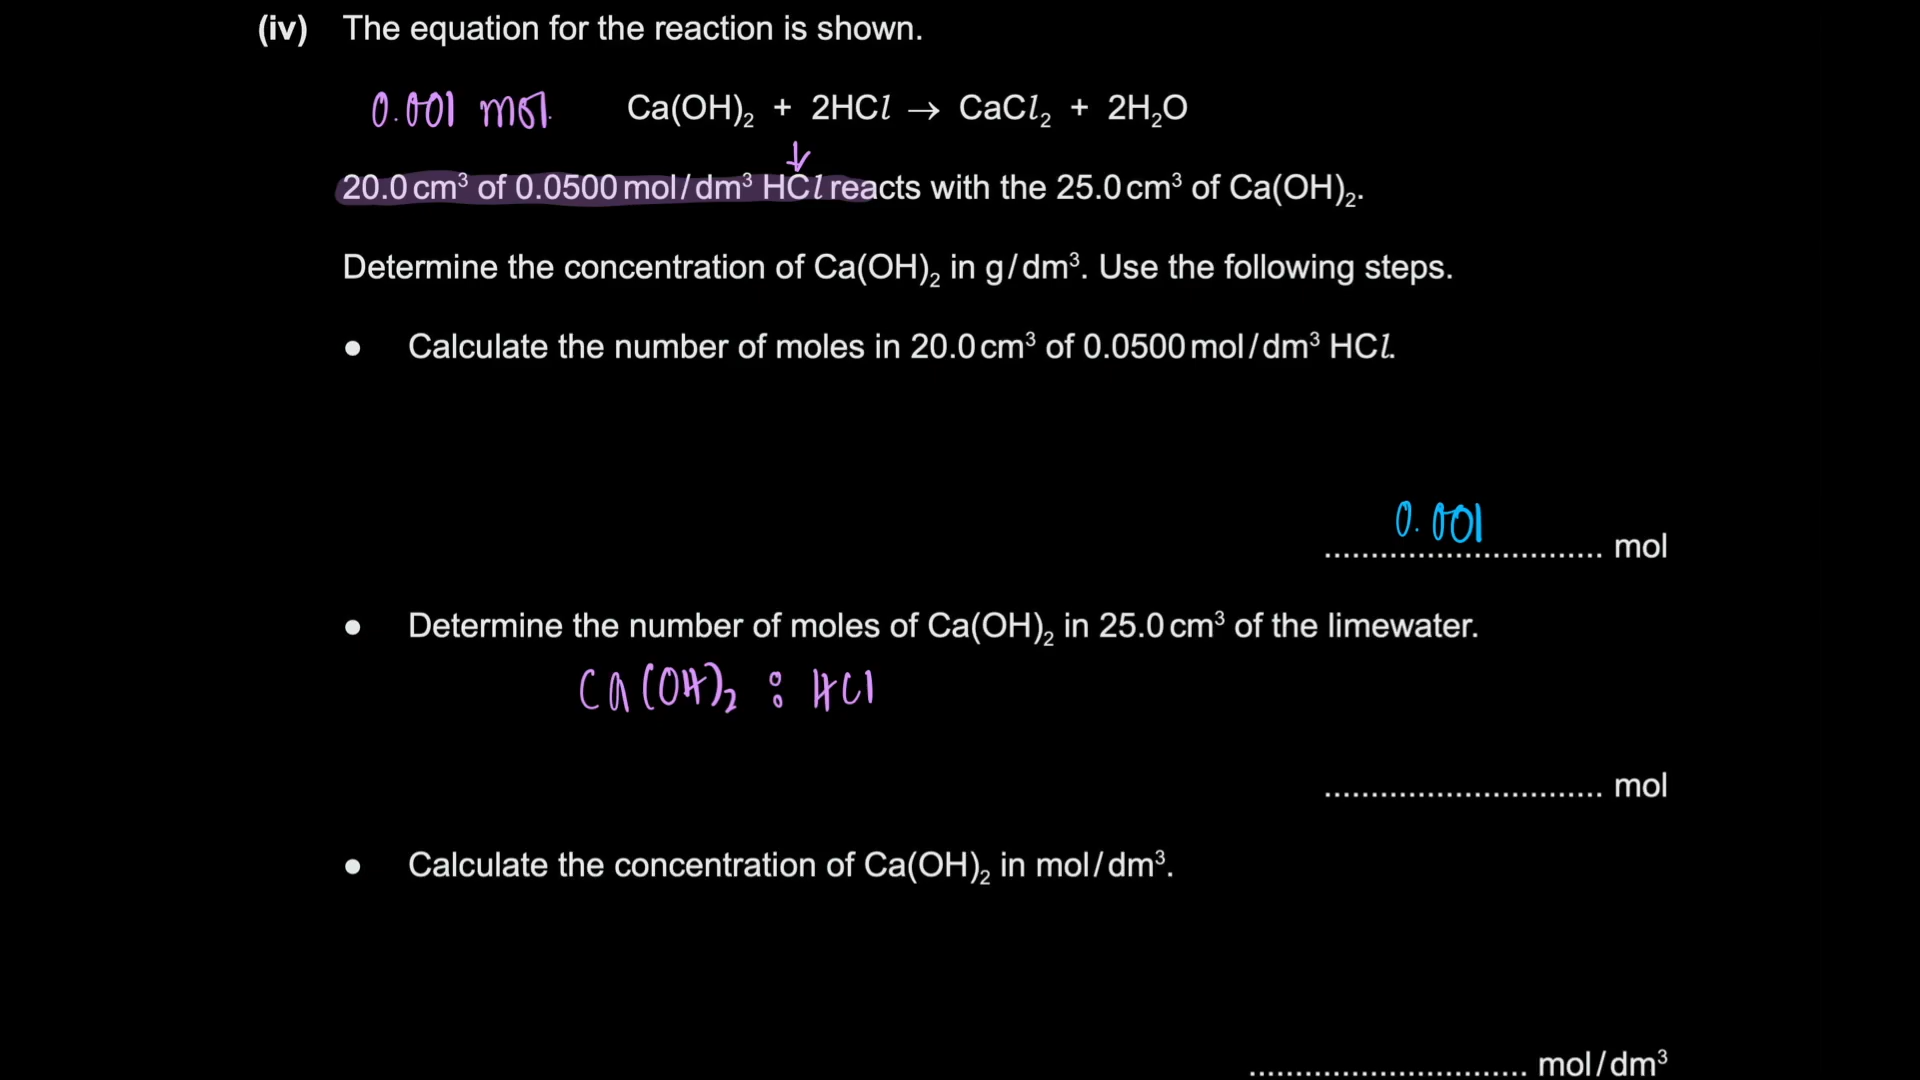 (iv) The equation for the reaction is shown.
0.001 mol. Ca(OH)₂ + 2HCl → CaCl₂ + 2H₂O
20.0 cm³ of 0.0500 mol/dm³ HCl reacts with the 25.0 cm³ of Ca(OH)₂.
Determine the concentration of Ca(OH)₂ in g/dm³. Use the following steps.
● Calculate the number of moles in 20.0 cm³ of 0.0500 mol/dm³ HCl.
0.001
.............................. mol
● Determine the number of moles of Ca(OH)₂ in 25.0 cm³ of the limewater.
Ca(OH)₂ : HCl
.............................. mol
● Calculate the concentration of Ca(OH)₂ in mol/dm³.
.............................. mol/dm³